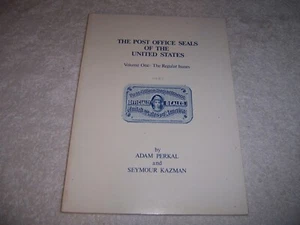 THE POST OFFICE SEALS
OF THE
UNITED STATES
Volume One: The Regular Issues
SEALED
by
ADAM PERKAL
and
SEYMOUR KAZMAN